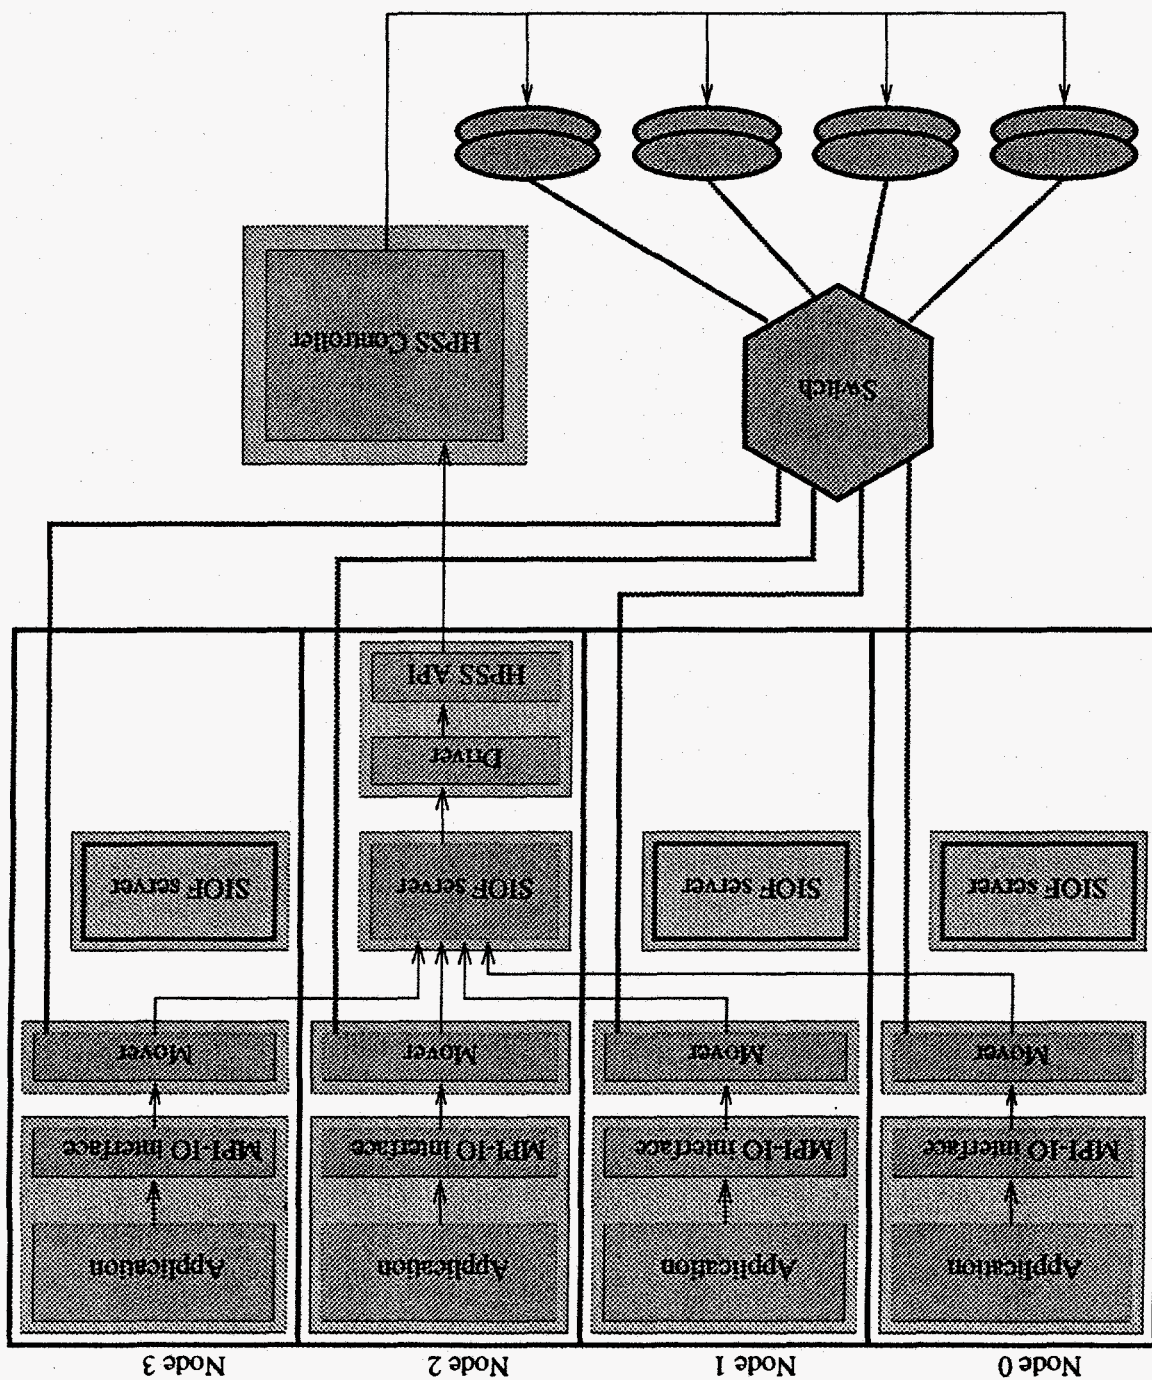 Node 0
Node 1
Node 2
Node 3
Application
Application
Application
Application
MPI-IO interface
MPI-IO interface
MPI-IO interface
MPI-IO interface
Mover
Mover
Mover
Mover
SIOF server
SIOF server
SIOF server
SIOF server
Driver
HPSS API
Switch
HPSS Controller